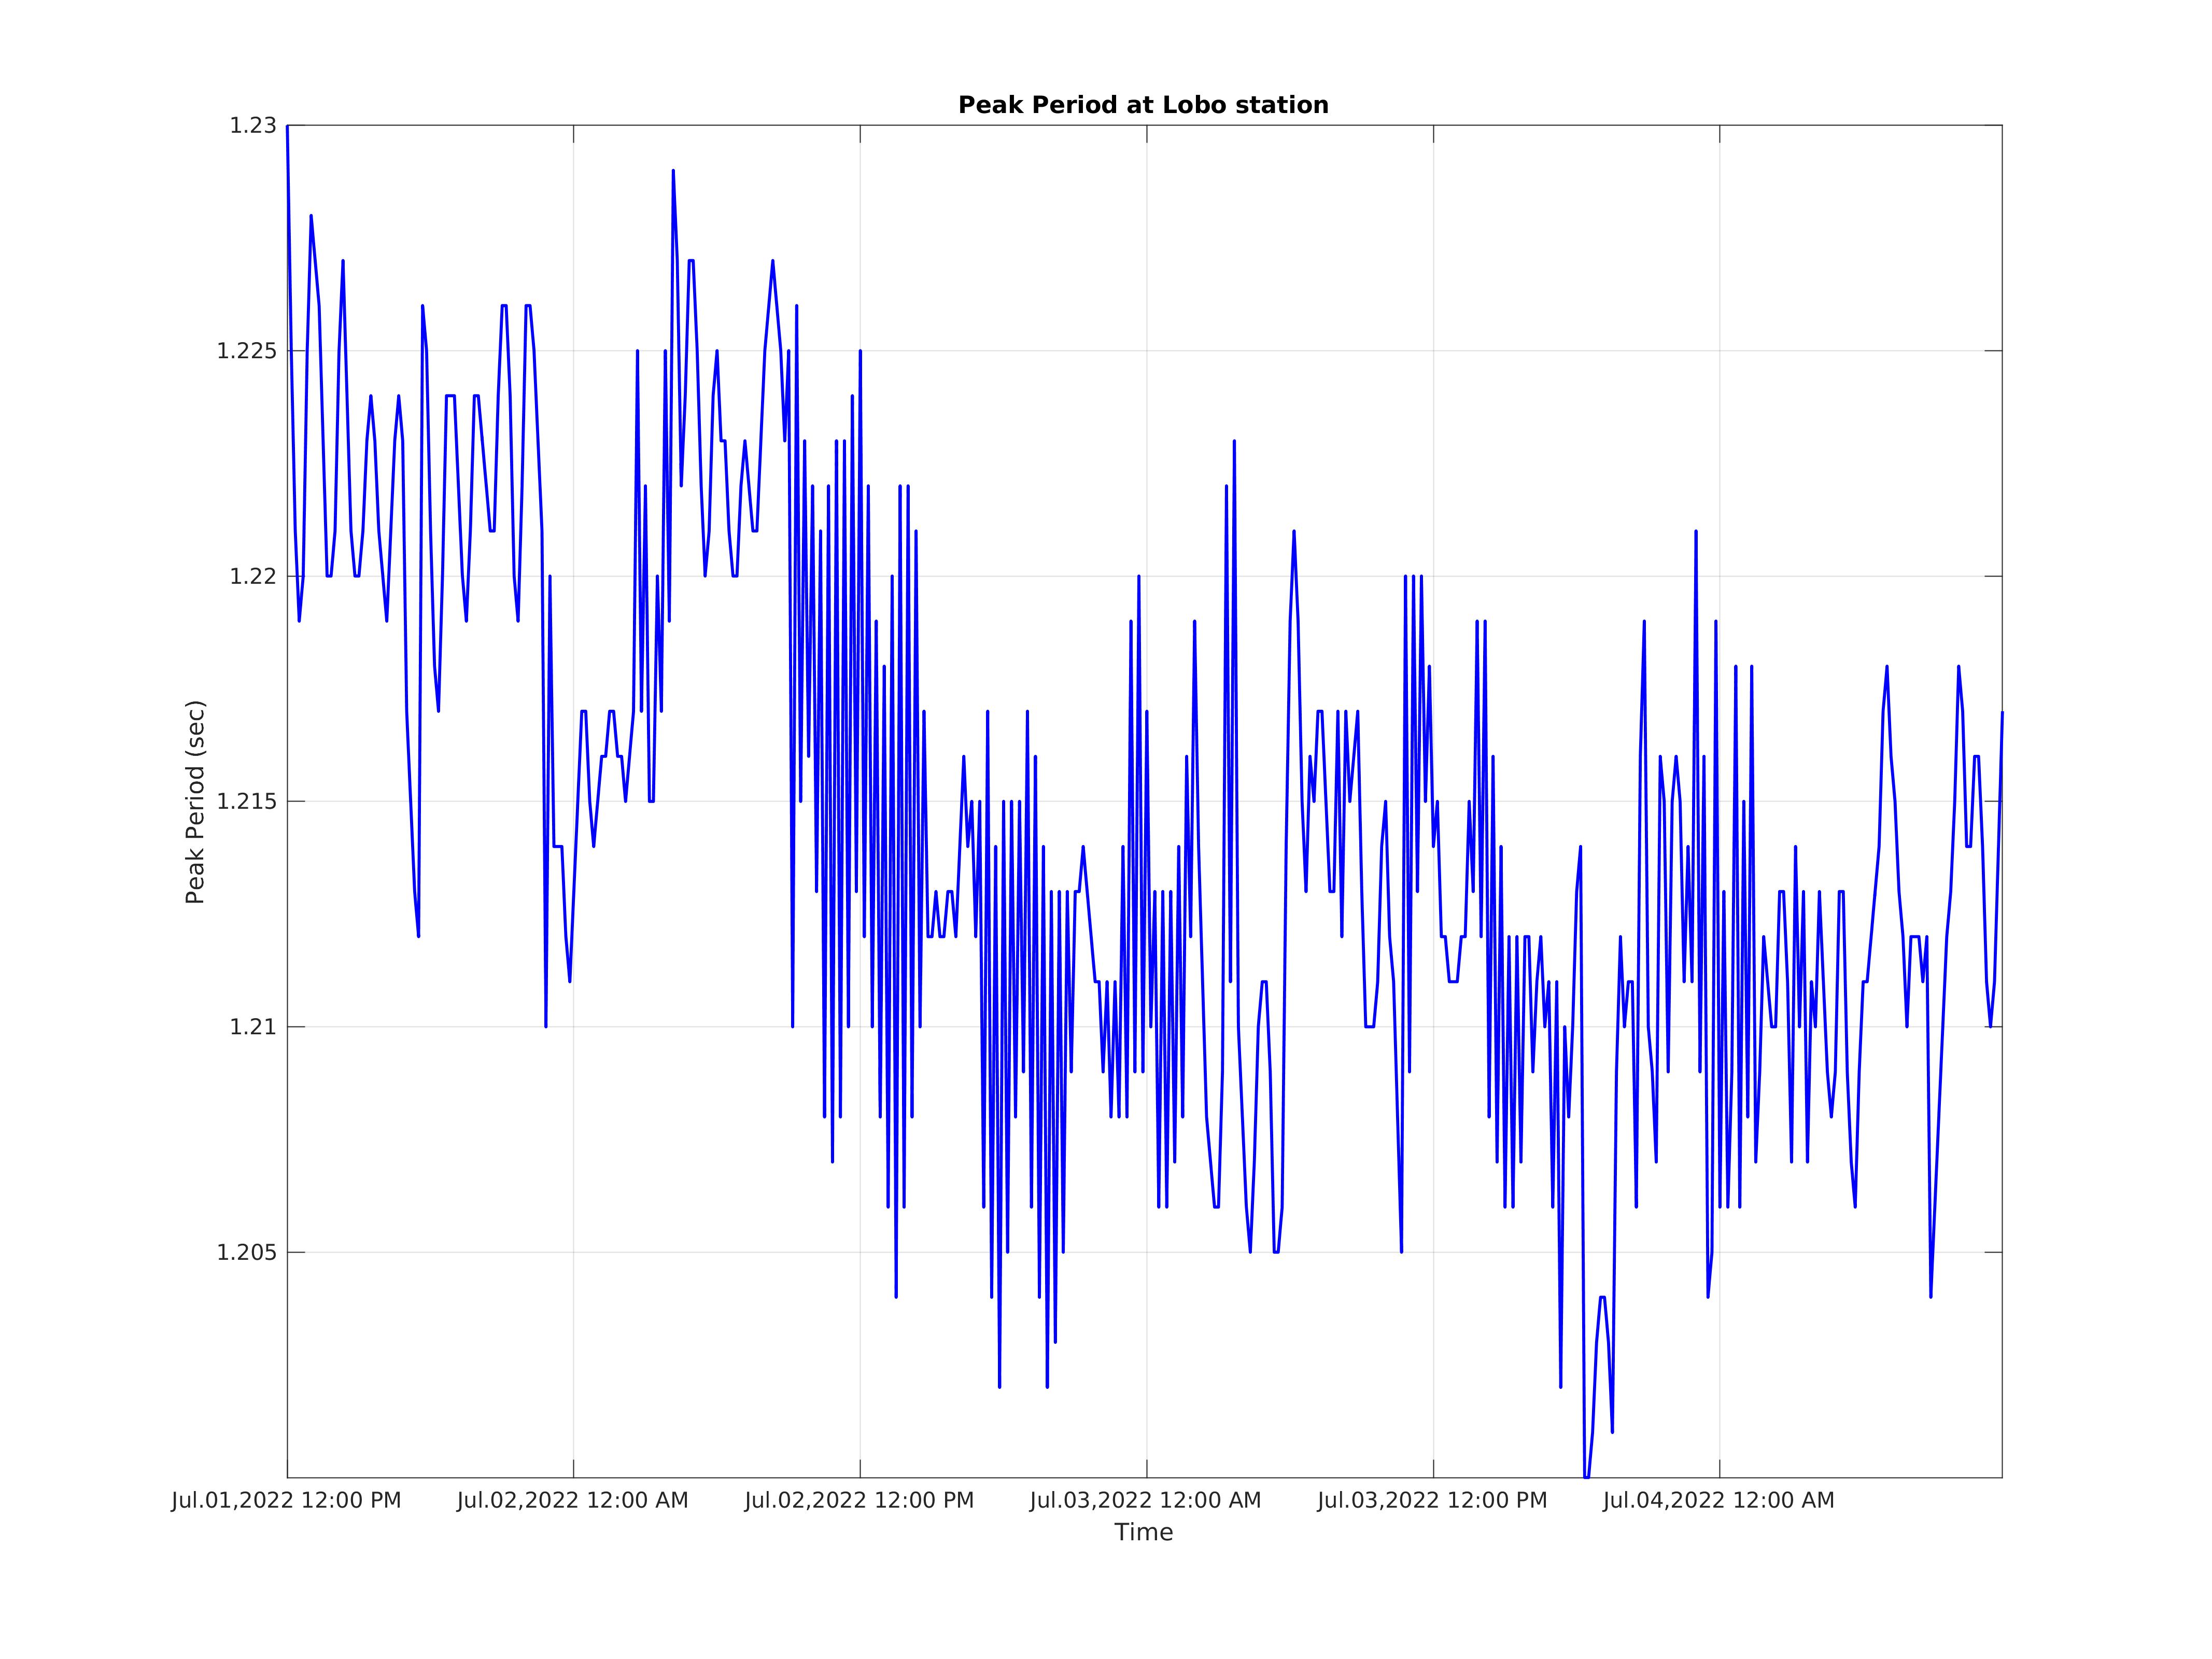 Peak Period at Lobo station
1.23
1.225
1.22
1.215
1.21
1.205
Peak Period (sec)
Jul.01,2022 12:00 PM
Jul.02,2022 12:00 AM
Jul.02,2022 12:00 PM
Jul.03,2022 12:00 AM
Jul.03,2022 12:00 PM
Jul.04,2022 12:00 AM
Time